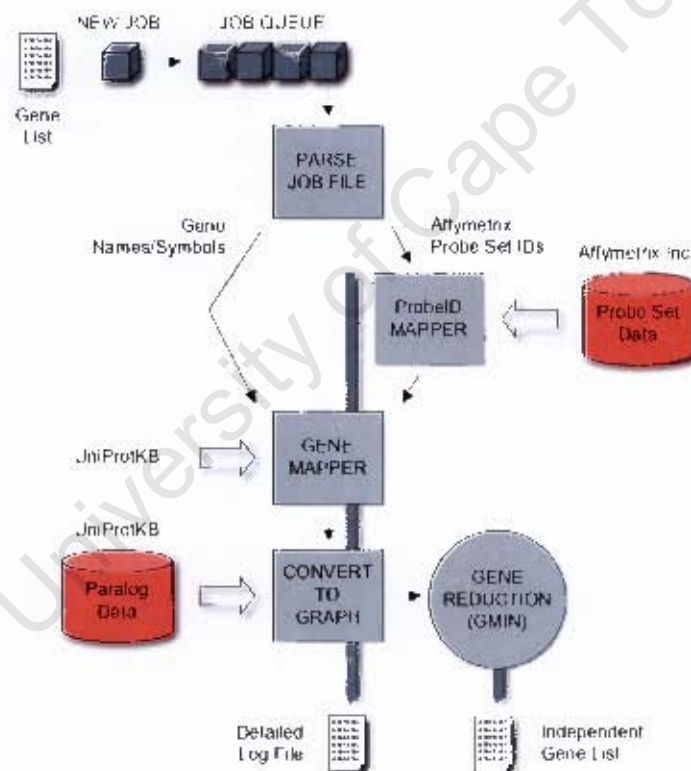 NEW JOB
JOB QUEUE
Gene
List
PARSE
JOB FILE
Gene
Names/Symbols
Affymetrix
Probe Set IDs
Affymetrix Inc
ProbeID
MAPPER
Probe Set
Data
UniProtKB
GENE
MAPPER
UniProtKB
Paralog
Data
CONVERT
TO
GRAPH
GENE
REDUCTION
(GMIN)
Detailed
Log File
Independent
Gene List
University of Cape To